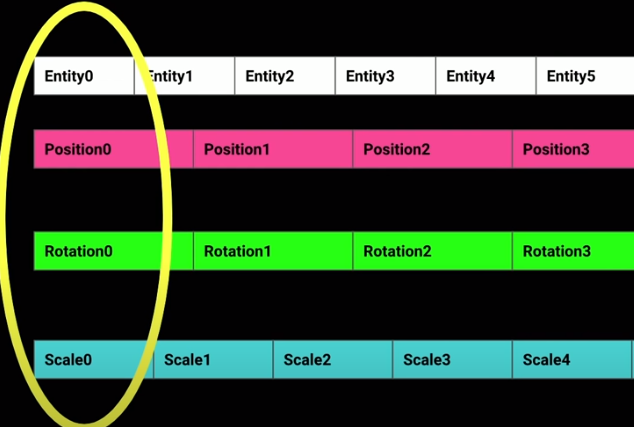 Entity0 Entity1 Entity2 Entity3 Entity4 Entity5
Position0 Position1 Position2 Position3
Rotation0 Rotation1 Rotation2 Rotation3
Scale0 Scale1 Scale2 Scale3 Scale4